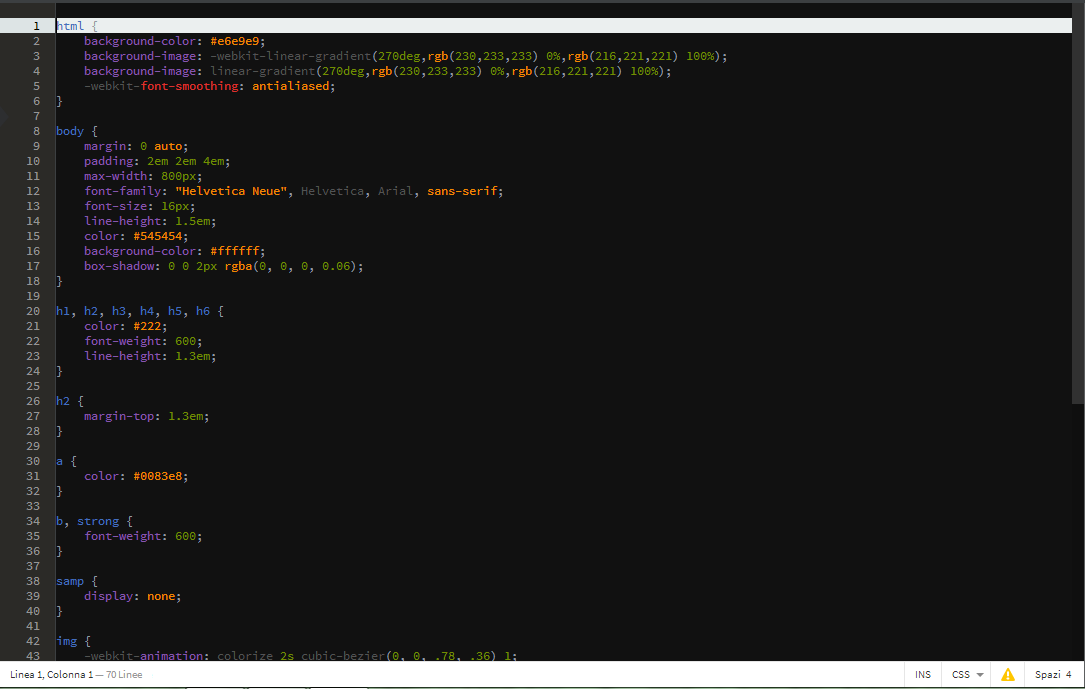 1 html {
2     background-color: #e6e9e9;
3     background-image: -webkit-linear-gradient(270deg,rgb(230,233,233) 0%,rgb(216,221,221) 100%);
4     background-image: linear-gradient(270deg,rgb(230,233,233) 0%,rgb(216,221,221) 100%);
5     -webkit-font-smoothing: antialiased;
6 }
7
8 body {
9     margin: 0 auto;
10     padding: 2em 2em 4em;
11     max-width: 800px;
12     font-family: "Helvetica Neue", Helvetica, Arial, sans-serif;
13     font-size: 16px;
14     line-height: 1.5em;
15     color: #545454;
16     background-color: #ffffff;
17     box-shadow: 0 0 2px rgba(0, 0, 0, 0.06);
18 }
19
20 h1, h2, h3, h4, h5, h6 {
21     color: #222;
22     font-weight: 600;
23     line-height: 1.3em;
24 }
25
26 h2 {
27     margin-top: 1.3em;
28 }
29
30 a {
31     color: #0083e8;
32 }
33
34 b, strong {
35     font-weight: 600;
36 }
37
38 samp {
39     display: none;
40 }
41
42 img {
43     -webkit-animation: colorize 2s cubic-bezier(0, 0, .78, .36) 1;
Linea 1, Colonna 1 — 70 Linee INS CSS Spazi 4